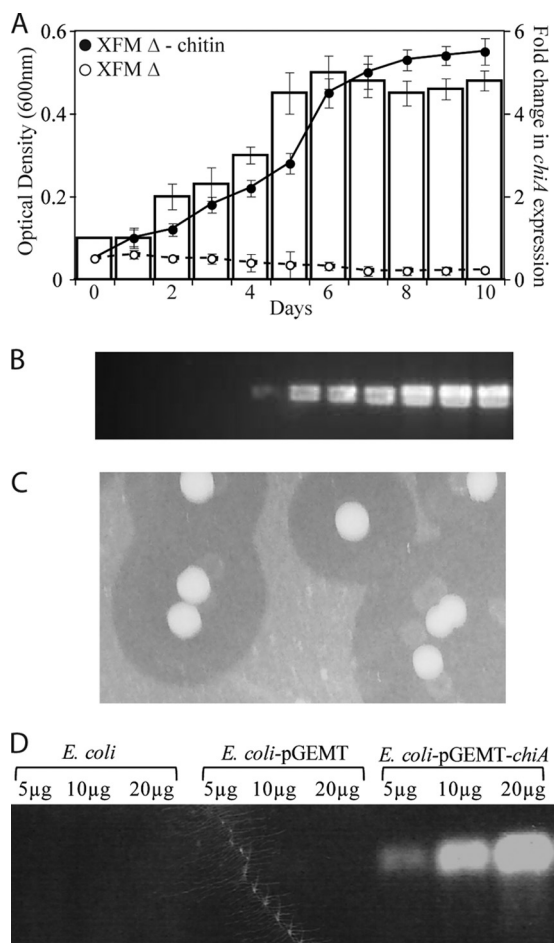 A
XFM Δ - chitin
XFM Δ
Optical Density (600nm)
0.6
0.4
0.2
0
Fold change in chiA expression
6
4
2
0
0 2 4 6 8 10
Days
B
C
D
E. coli E. coli-pGEMT E. coli-pGEMT-chiA
5µg 10µg 20µg 5µg 10µg 20µg 5µg 10µg 20µg